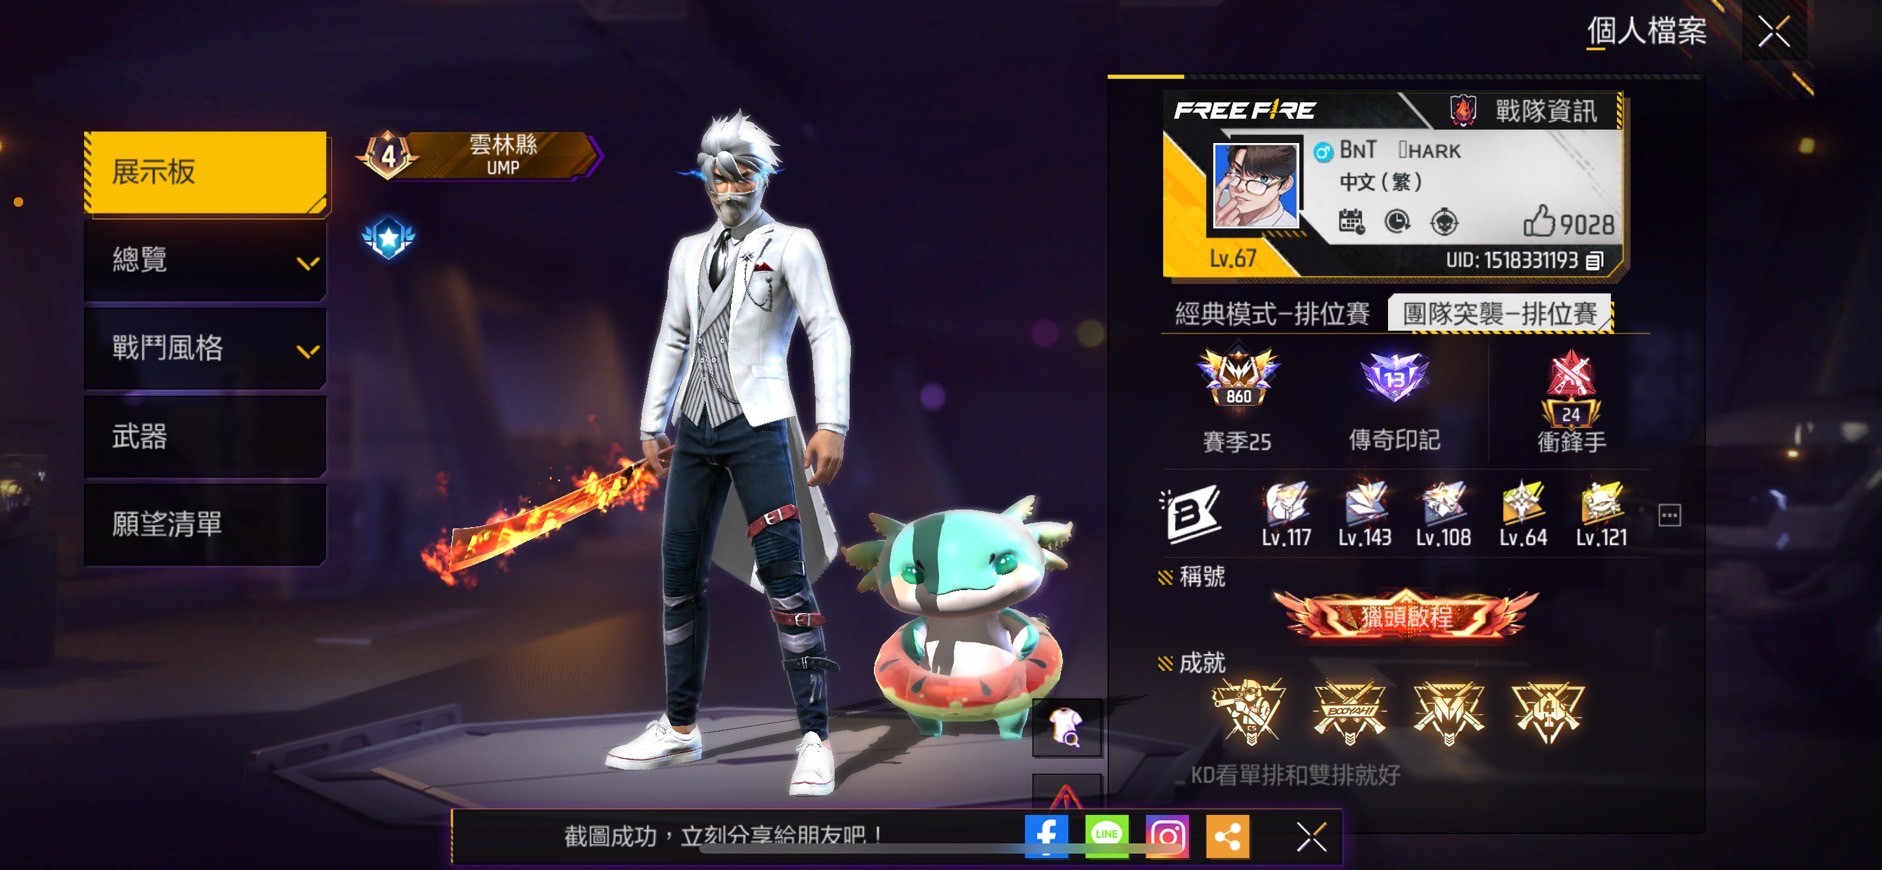 個人檔案
展示板
總覽
戰鬥風格
武器
願望清單
4
雲林縣
UMP
FREE FIRE
戰隊資訊
BNT HARK
中文(繁)
9028
Lv.67
UID: 1518331193
經典模式-排位賽
團隊突襲-排位賽
860
13
24
賽季25
傳奇印記
衝鋒手
Lv.117
Lv.143
Lv.108
Lv.64
Lv.121
稱號
獵頭啟程
成就
BOOYAH!
4
KD看單排和雙排就好
截圖成功,立刻分享給朋友吧!
LINE